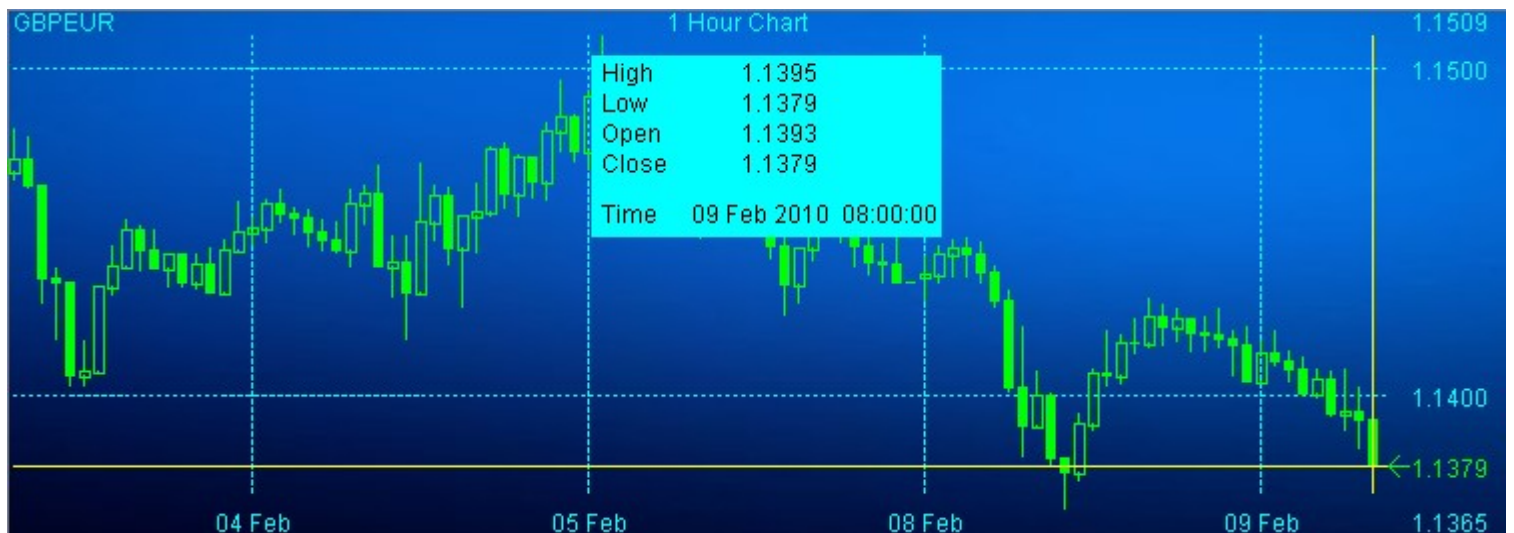 GBPEUR 1 Hour Chart 1.1509
1.1500
High 1.1395
Low 1.1379
Open 1.1393
Close 1.1379
Time 09 Feb 2010 08:00:00
1.1400
1.1379
04 Feb 05 Feb 08 Feb 09 Feb 1.1365